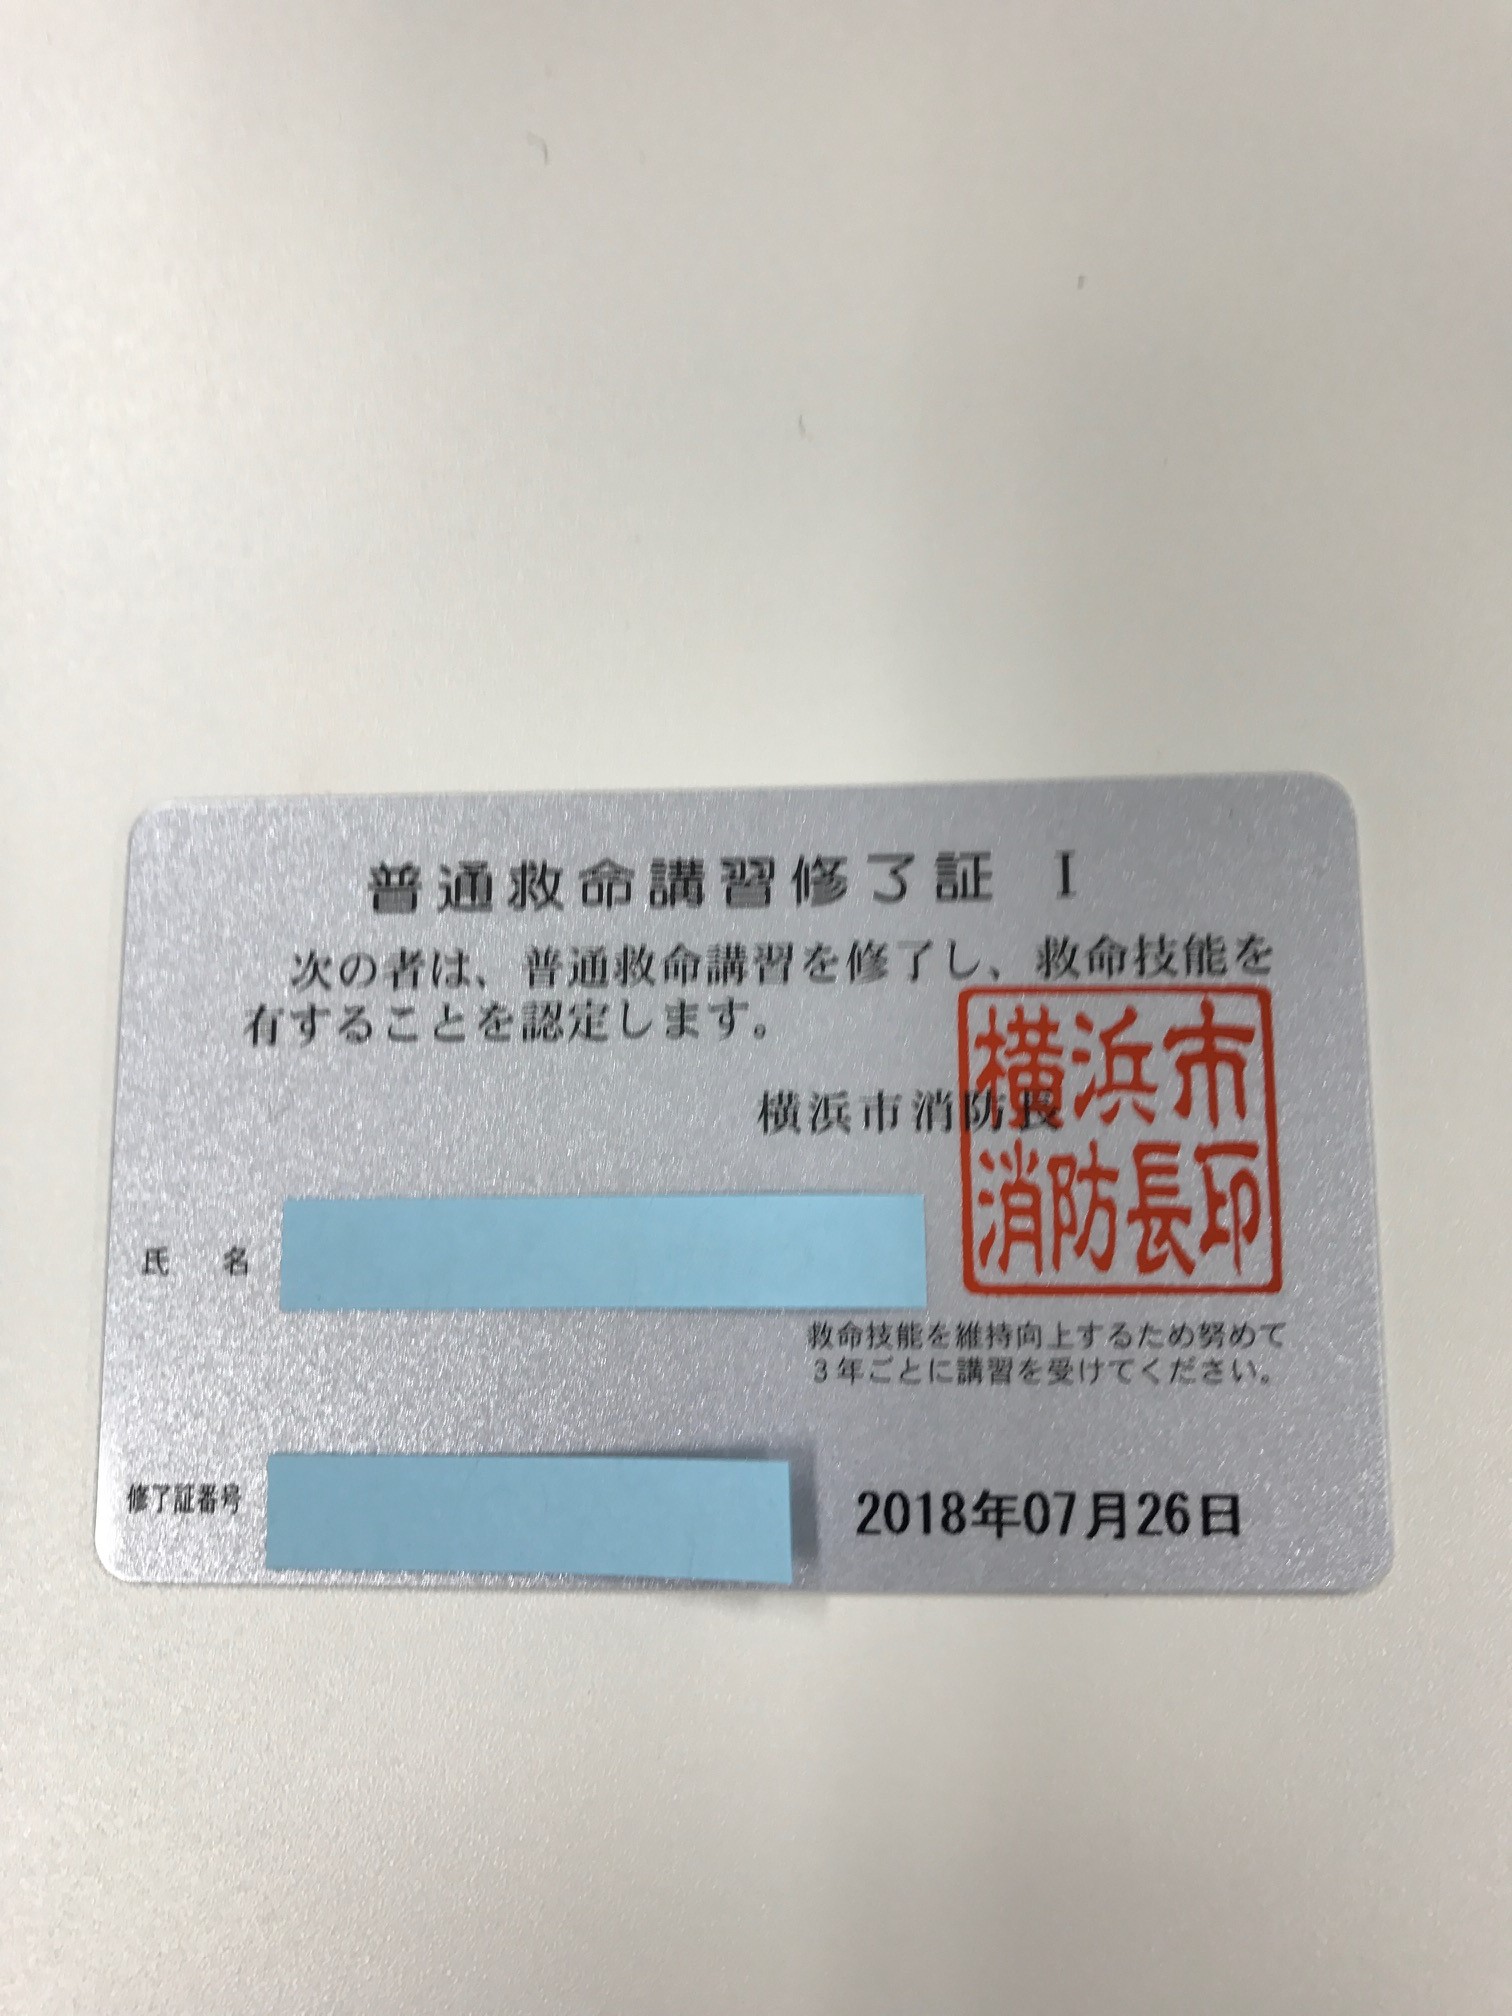 普通救命講習修了証 Ⅰ
次の者は、普通救命講習を修了し、救命技能を
有することを認定します。
横浜市消防長
横浜市
消防長印
氏 名
救命技能を維持向上するため努めて
3年ごとに講習を受けてください。
修了証番号
2018年07月26日